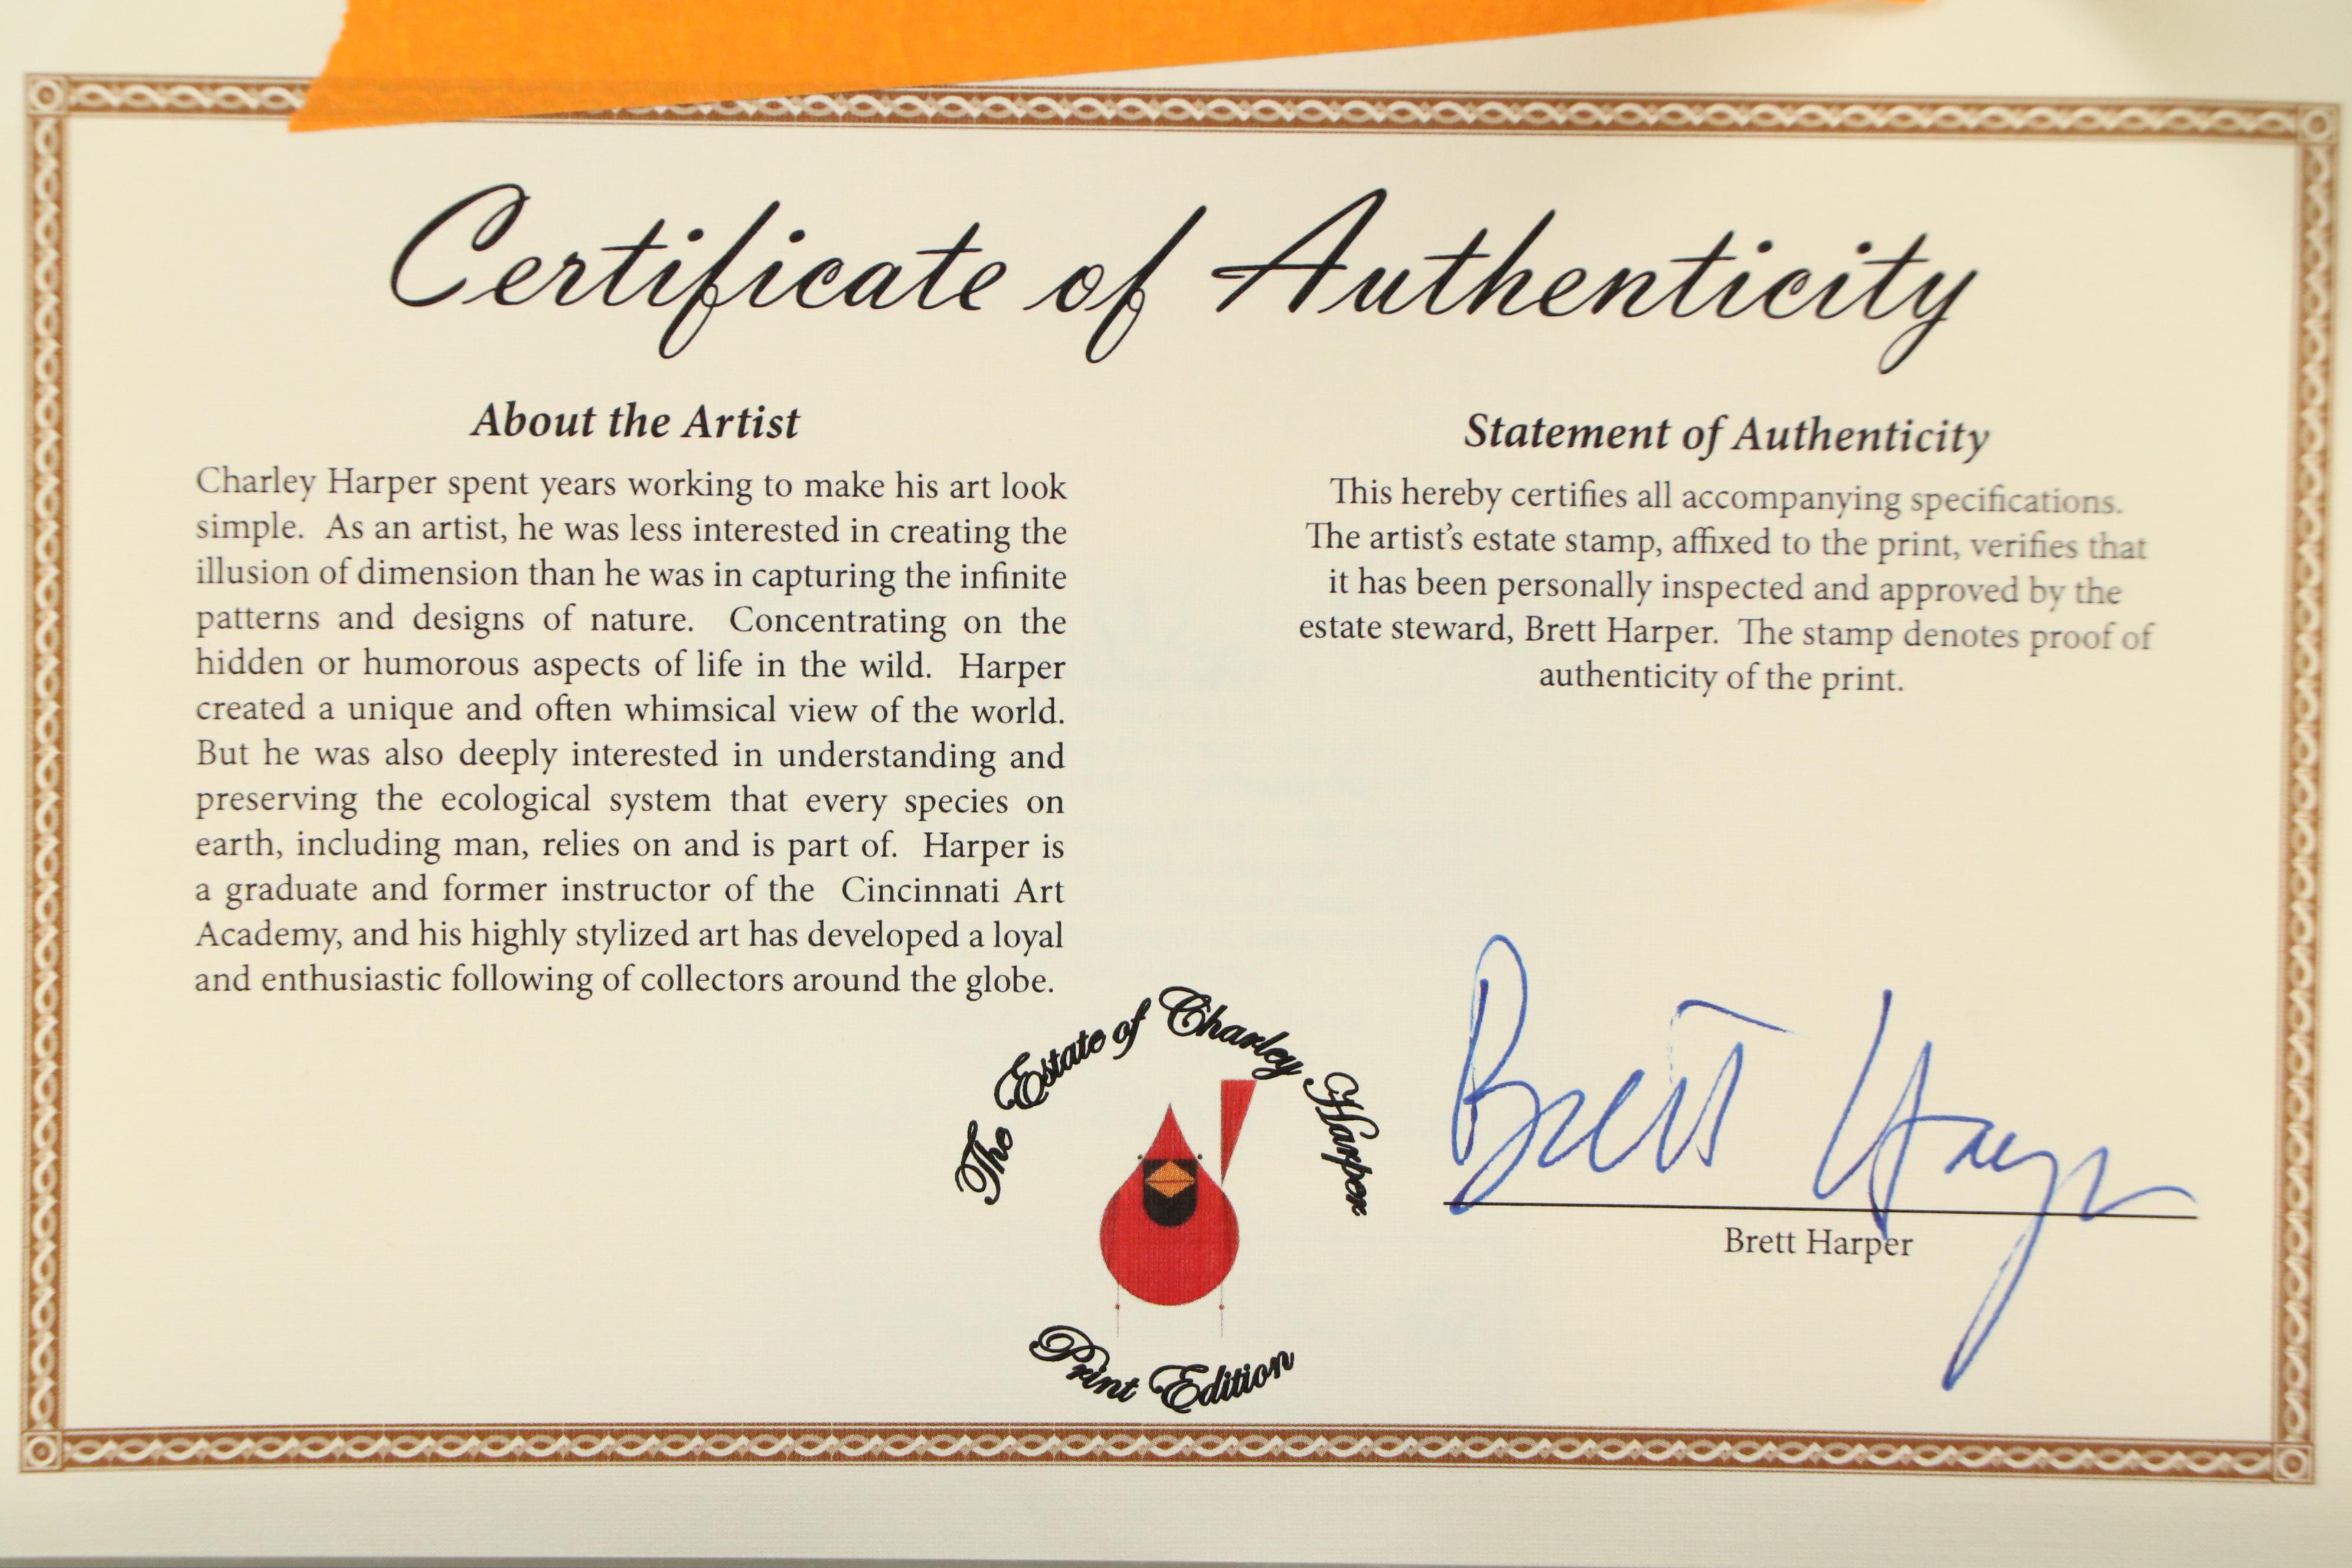 Certificate of Authenticity
About the Artist
Charley Harper spent years working to make his art look
simple. As an artist, he was less interested in creating the
illusion of dimension than he was in capturing the infinite
patterns and designs of nature. Concentrating on the
hidden or humorous aspects of life in the wild. Harper
created a unique and often whimsical view of the world.
But he was also deeply interested in understanding and
preserving the ecological system that every species on
earth, including man, relies on and is part of. Harper is
a graduate and former instructor of the Cincinnati Art
Academy, and his highly stylized art has developed a loyal
and enthusiastic following of collectors around the globe.
Statement of Authenticity
This hereby certifies all accompanying specifications.
The artist's estate stamp, affixed to the print, verifies that
it has been personally inspected and approved by the
estate steward, Brett Harper. The stamp denotes proof of
authenticity of the print.
The Estate of Charley Harper
Print Edition
Brett Harper
Brett Harper